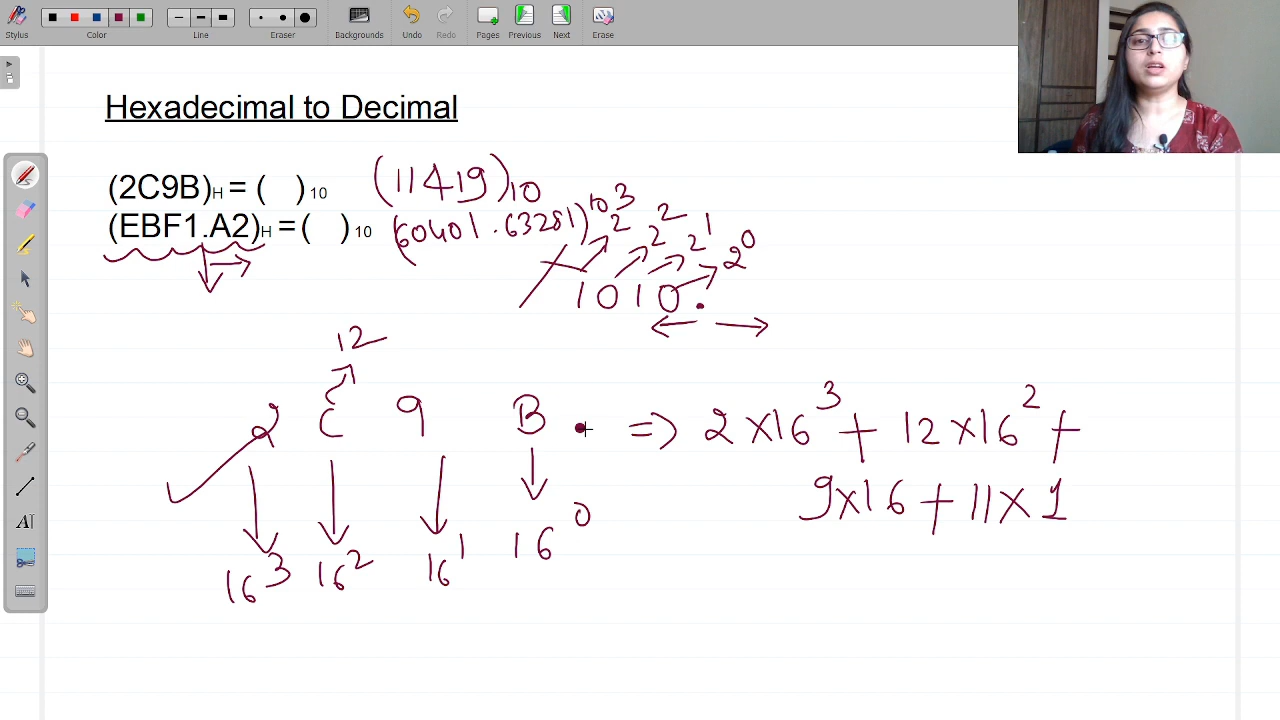 Stylus Color Line Eraser Backgrounds Undo Redo Pages Previous Next Erase
Hexadecimal to Decimal
(2C9B)H = ( ) 10 (11419)10
(EBF1.A2)H = ( ) 10 (60401.63281)10
2^3 2^2 2^1 2^0
1 0 1 0 .
12
2 C 9 B . => 2 x 16^3 + 12 x 16^2 +
9 x 16 + 11 x 1
16^3 16^2 16^1 16^0